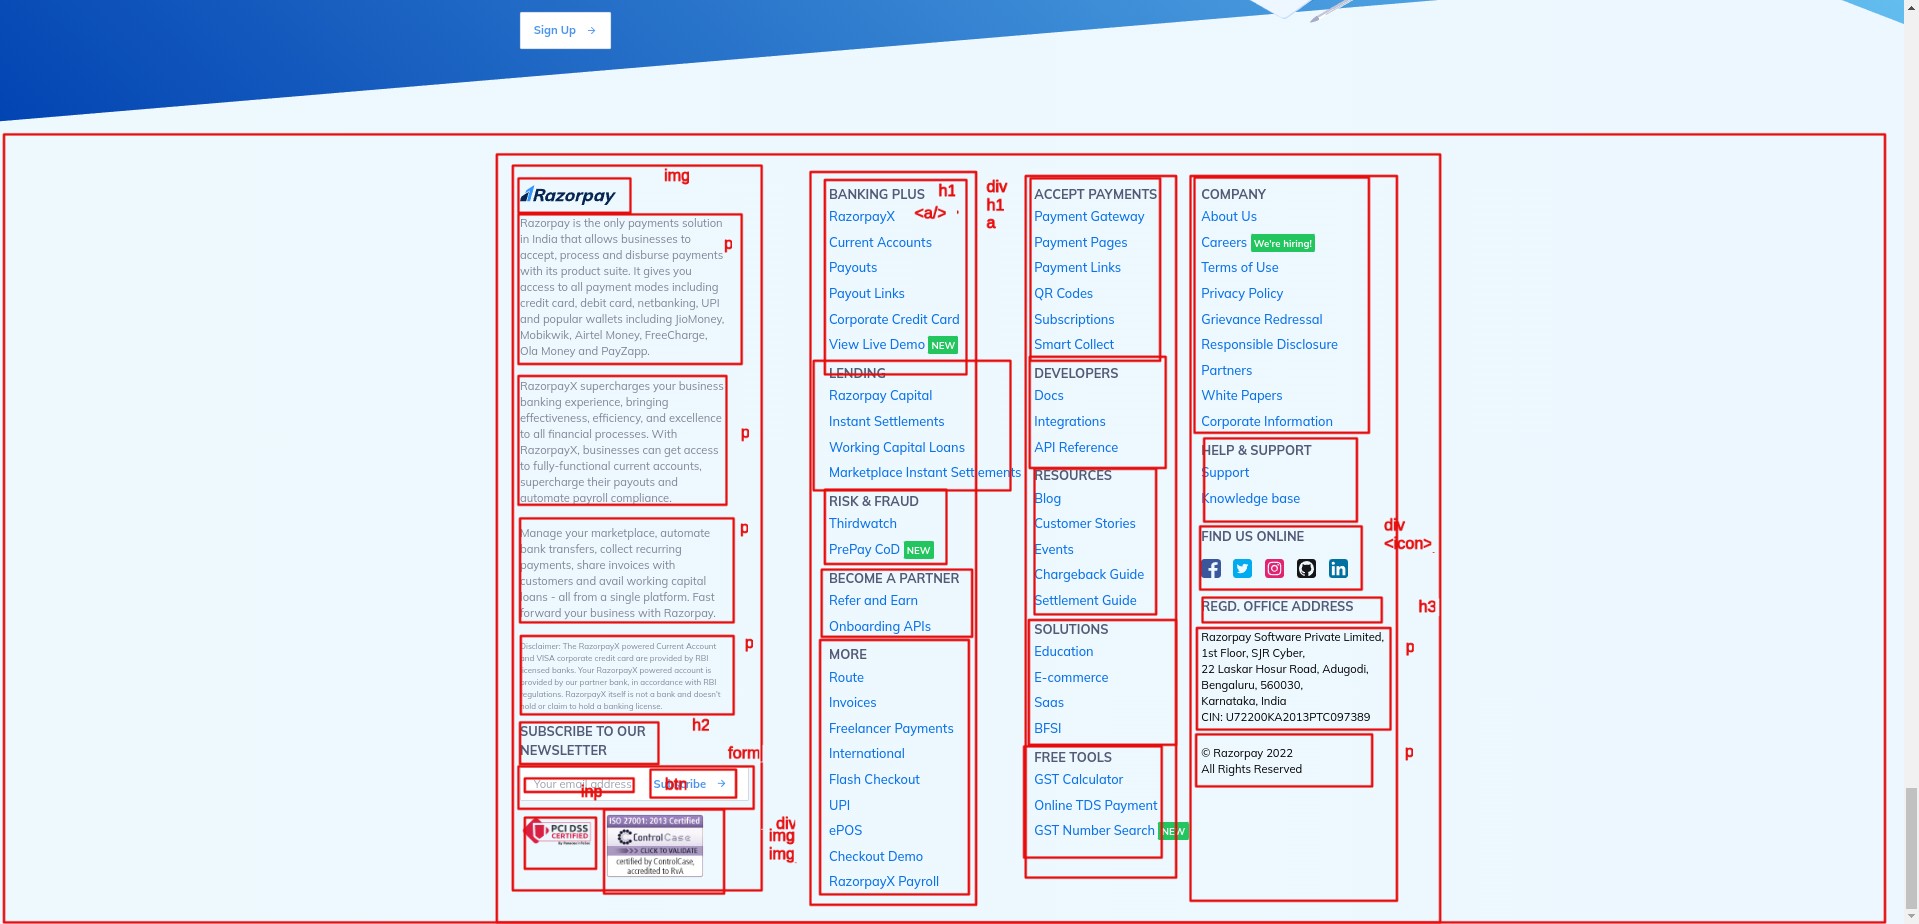 Sign Up
img
Razorpay
Razorpay is the only payments solution
in India that allows businesses to
p
accept, process and disburse payments
with its product suite. It gives you
access to all payment modes including
credit card, debit card, netbanking, UPI
and popular wallets including JioMoney,
Mobikwik, Airtel Money, FreeCharge,
Ola Money and PayZapp.
RazorpayX supercharges your business
banking experience, bringing
effectiveness, efficiency, and excellence
to all financial processes. With
p
RazorpayX, businesses can get access
to fully-functional current accounts,
supercharge their payouts and
automate payroll compliance.
p
Manage your marketplace, automate
bank transfers, collect recurring
payments, share invoices with
customers and avail working capital
loans - all from a single platform. Fast
forward your business with Razorpay.
p
Disclaimer: The RazorpayX powered Current Account
and VISA corporate credit card are provided by RBI
licensed banks. Your RazorpayX powered account is
provided by our partner bank, in accordance with RBI
regulations. RazorpayX itself is not a bank and doesn't
hold or claim to hold a banking license.
h2
SUBSCRIBE TO OUR
NEWSLETTER
form
Your email address
Subscribe
inp
btn
PCI DSS
CERTIFIED
ISO 27001: 2013 Certified
ControlCase
>>> CLICK TO VALIDATE
certified by ControlCase,
accredited to RvA
div
img
img
BANKING PLUS
h1
RazorpayX
<a/>
Current Accounts
Payouts
Payout Links
Corporate Credit Card
View Live Demo NEW
LENDING
Razorpay Capital
Instant Settlements
Working Capital Loans
Marketplace Instant Settlements
RISK & FRAUD
Thirdwatch
PrePay CoD NEW
BECOME A PARTNER
Refer and Earn
Onboarding APIs
MORE
Route
Invoices
Freelancer Payments
International
Flash Checkout
UPI
ePOS
Checkout Demo
RazorpayX Payroll
div
h1
a
ACCEPT PAYMENTS
Payment Gateway
Payment Pages
Payment Links
QR Codes
Subscriptions
Smart Collect
DEVELOPERS
Docs
Integrations
API Reference
RESOURCES
Blog
Customer Stories
Events
Chargeback Guide
Settlement Guide
SOLUTIONS
Education
E-commerce
Saas
BFSI
FREE TOOLS
GST Calculator
Online TDS Payment
GST Number Search NEW
COMPANY
About Us
Careers We're hiring!
Terms of Use
Privacy Policy
Grievance Redressal
Responsible Disclosure
Partners
White Papers
Corporate Information
HELP & SUPPORT
Support
Knowledge base
div
<icon>
FIND US ONLINE
REGD. OFFICE ADDRESS
h3
Razorpay Software Private Limited,
p
1st Floor, SJR Cyber,
22 Laskar Hosur Road, Adugodi,
Bengaluru, 560030,
Karnataka, India
CIN: U72200KA2013PTC097389
© Razorpay 2022
p
All Rights Reserved